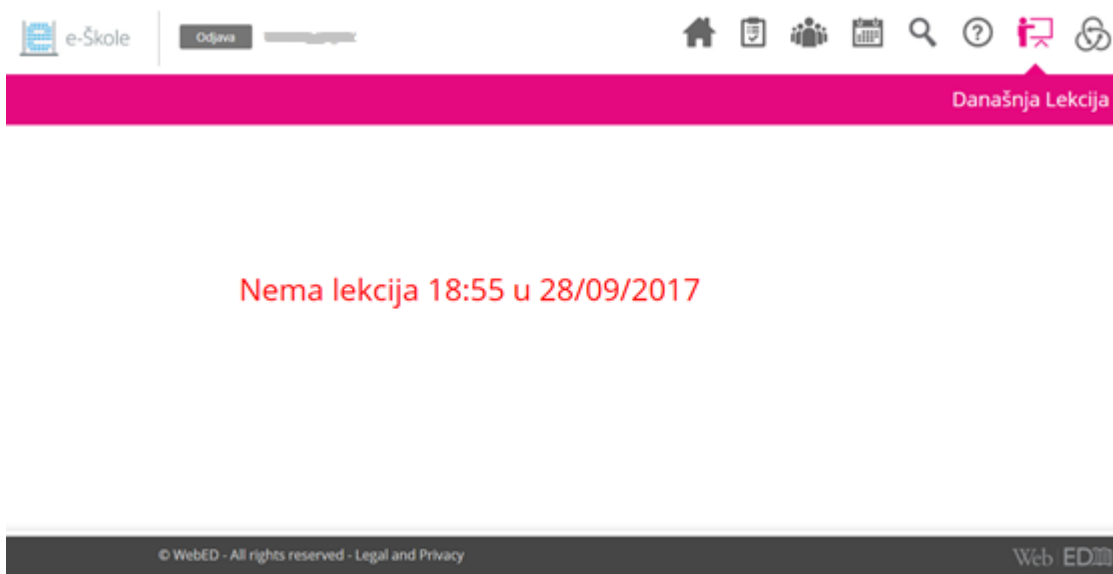 e-Škole
Odjava
Današnja Lekcija
Nema lekcija 18:55 u 28/09/2017
© WebED - All rights reserved - Legal and Privacy
Web ED